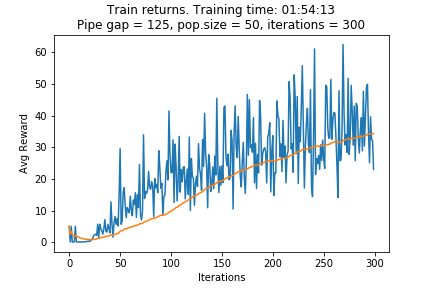 Train returns. Training time: 01:54:13
Pipe gap = 125, pop.size = 50, iterations = 300
60
50
40
30
20
10
0
Avg Reward
0 50 100 150 200 250 300
Iterations